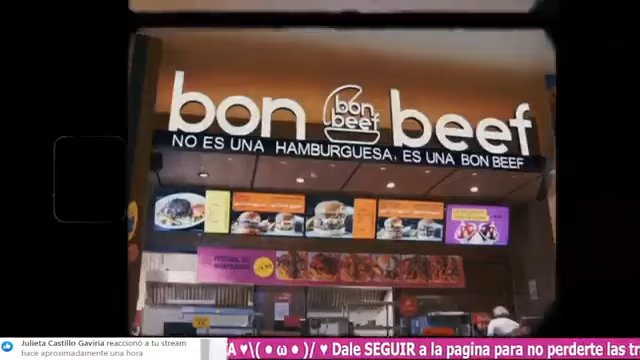 bon
bon
beef
beef
NO ES UNA HAMBURGUESA, ES UNA BON BEEF
Julieta Castillo Gaviria reaccionó a tu stream
hace aproximadamente una hora
A ♥\( ● ω ● )/ ♥ Dale SEGUIR a la pagina para no perderte las tr